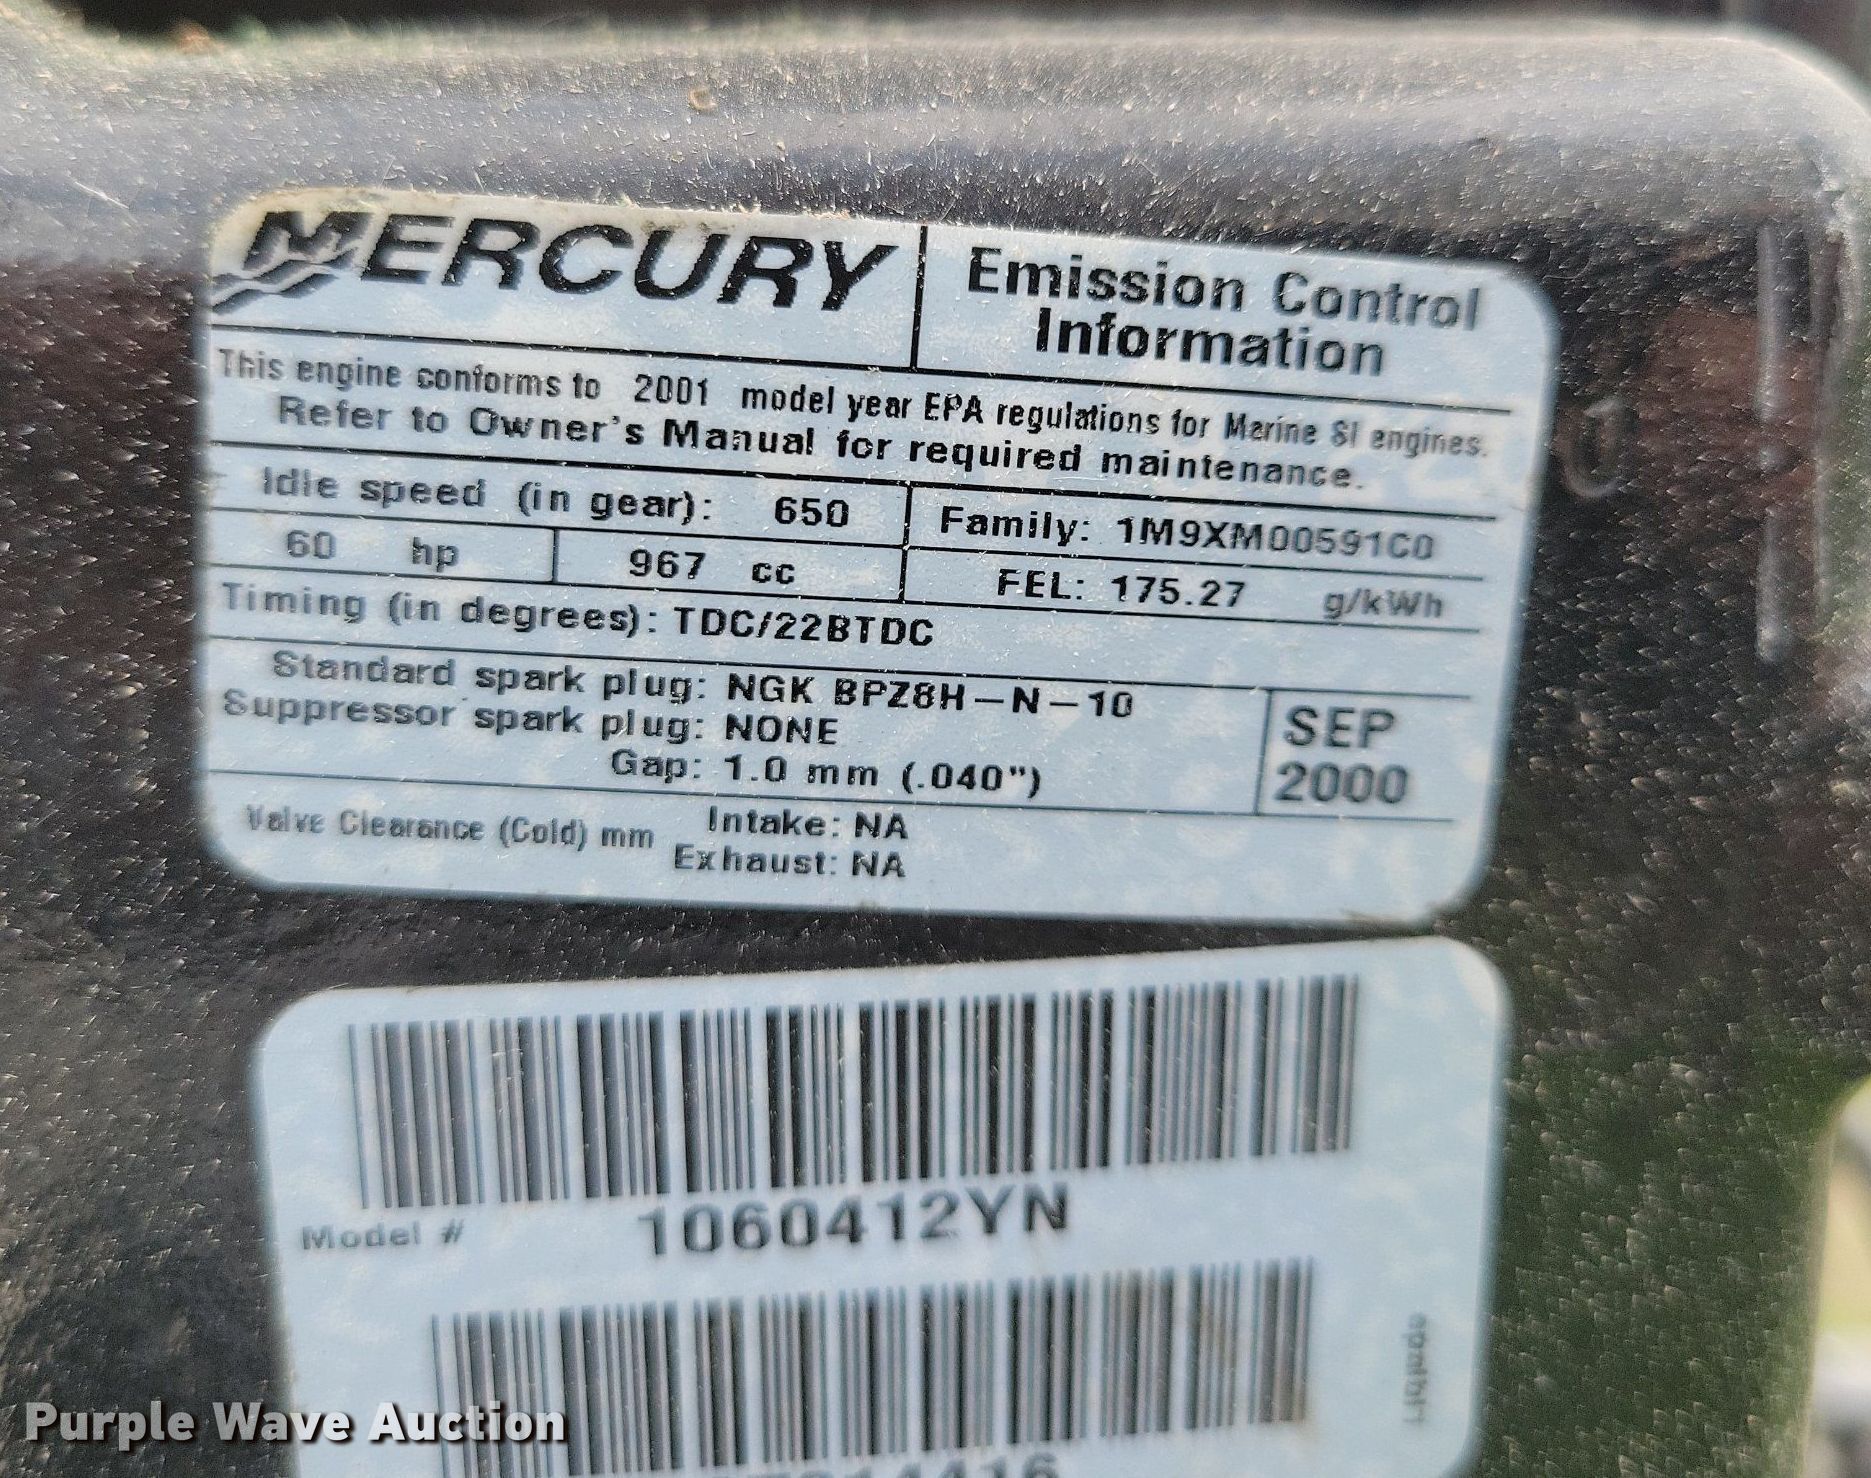 MERCURY
Emission Control
Information
This engine conforms to 2001 model year EPA regulations for Marine SI engines.
Refer to Owner's Manual for required maintenance.
Idle speed (in gear): 650
Family: 1M9XM00591C0
60 hp
967 cc
FEL: 175.27 g/kWh
Timing (in degrees): TDC/22BTDC
Standard spark plug: NGK BPZ8H-N-10
Suppressor spark plug: NONE
Gap: 1.0 mm (.040")
SEP
2000
Valve Clearance (Cold) mm
Intake: NA
Exhaust: NA
Model # 1060412YN
Purple Wave Auction